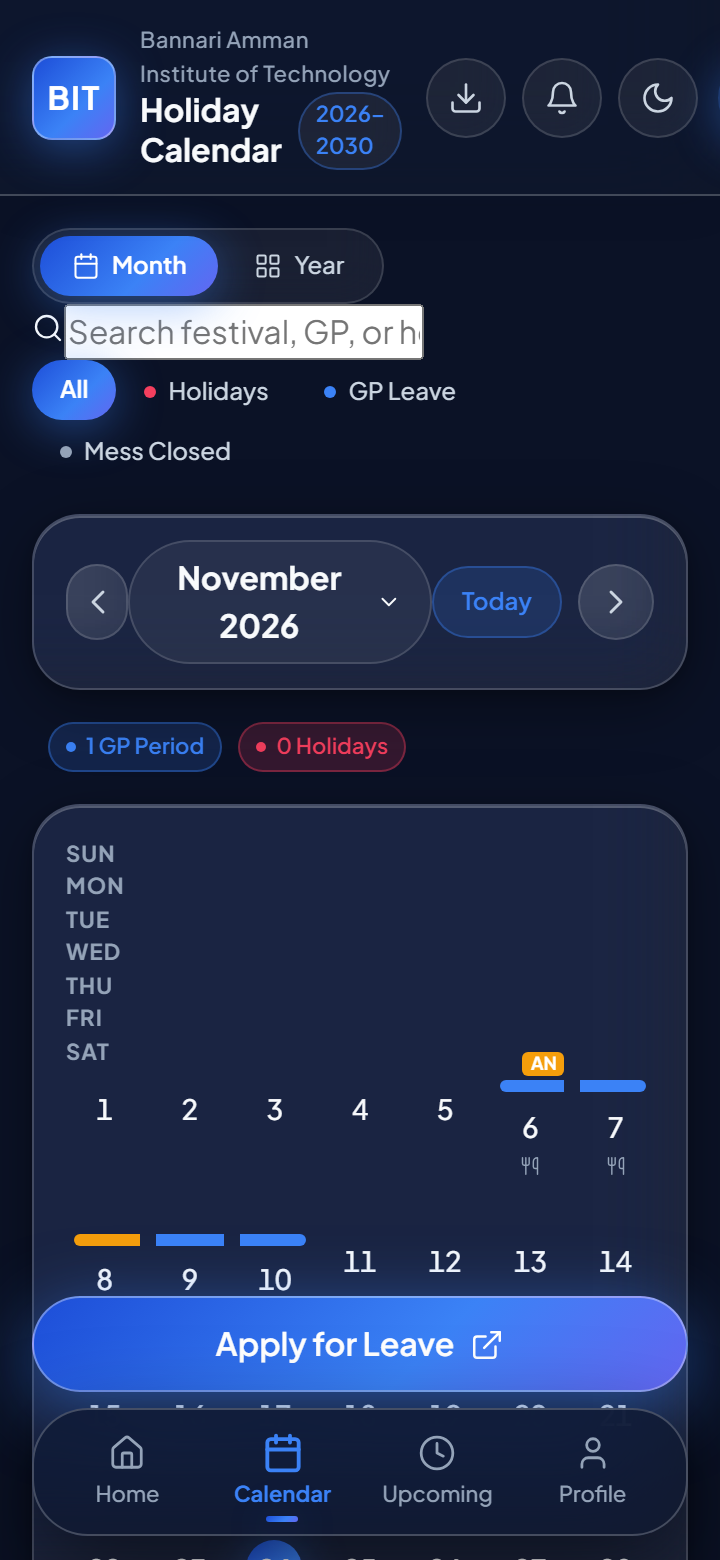 BIT
Bannari Amman
Institute of Technology
Holiday
Calendar
2026–
2030
Month
Year
Search festival, GP, or h
All
Holidays
GP Leave
Mess Closed
November
2026
Today
1 GP Period
0 Holidays
SUN
MON
TUE
WED
THU
FRI
SAT
AN
1 2 3 4 5 6 7
8 9 10 11 12 13 14
Apply for Leave
Home
Calendar
Upcoming
Profile